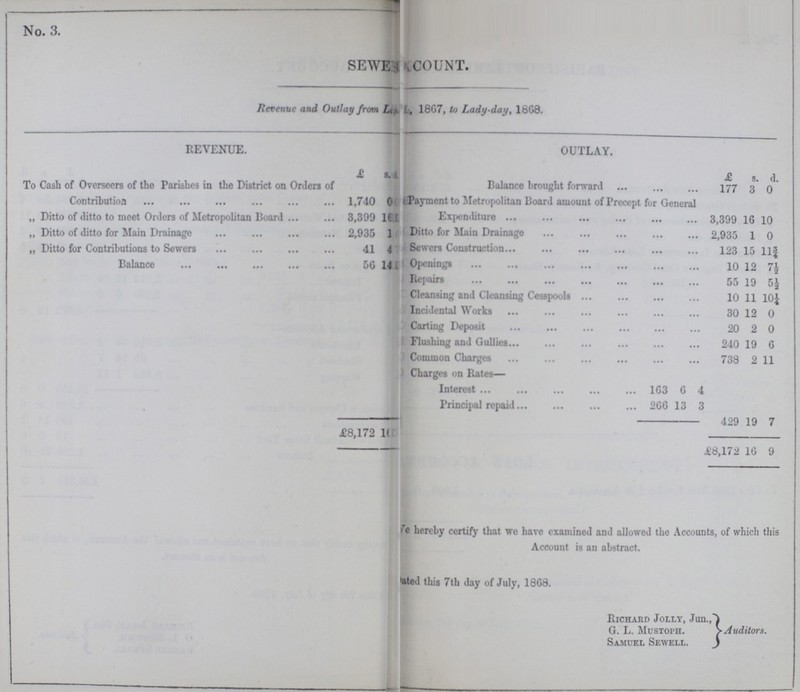 No. 3.
SEWE COUNT.
Revenue and Outlay from 1867, to Lady-day, 1868.
REVENUE.
£ s.
To Cash of Overseers of the Parishes in the District on Orders of
Contribution ... ... ... ... ... ... 1,740 0
„ Ditto of ditto to meet Orders of Metropolitan Board ... ... 3,399 16
„ Ditto of ditto for Main Drainage ... ... ... ... 2,935 1
„ Ditto for Contributions to Sewers ... ... ... ... 41 4
Balance ... ... ... ... ... 56 14
£8,172 16
OUTLAY.
£ s. d.
Balance brought forward ... ... ... 177 3 0
Payment to Metropolitan Board amount of Precept for General
Expenditure ... ... ... ... ... ... 3,399 16 10
Ditto for Main Drainage ... ... ... ... ... 2,935 1 0
Sewers Construction... ... ... ... ... ... 123 15 11¾
Openings ... ... ... ... ... ... ... 10 12 7½
Repairs ... ... ... ... ... ... ... 55 19 5½
Cleansing and Cleansing Cesspools ... ... ... ... 10 11 10¼
Incidental Works ... ... ... ... ... ... 30 12 0
Carting Deposit ... ... ... ... ... ... 20 2 0
Flushing and Gullies... ... ... ... ... ... 240 19 6
Common Charges ... ... ... ... ... ... 738 2 11
Charges on Rates—
Interest ... ... ... ... ... 163 6 4
Principal repaid... ... ... ... 266 13 3
429 19 7
£8,172 16 9
e hereby certify that we have examined and allowed the Accounts, of which this
Account is an abstract.
ated this 7th day of July, 1868.
RICHARD JOLLY, Jun.,
G. L. MUSTOPH.
SAMUEL SEWELL.
Auditors.